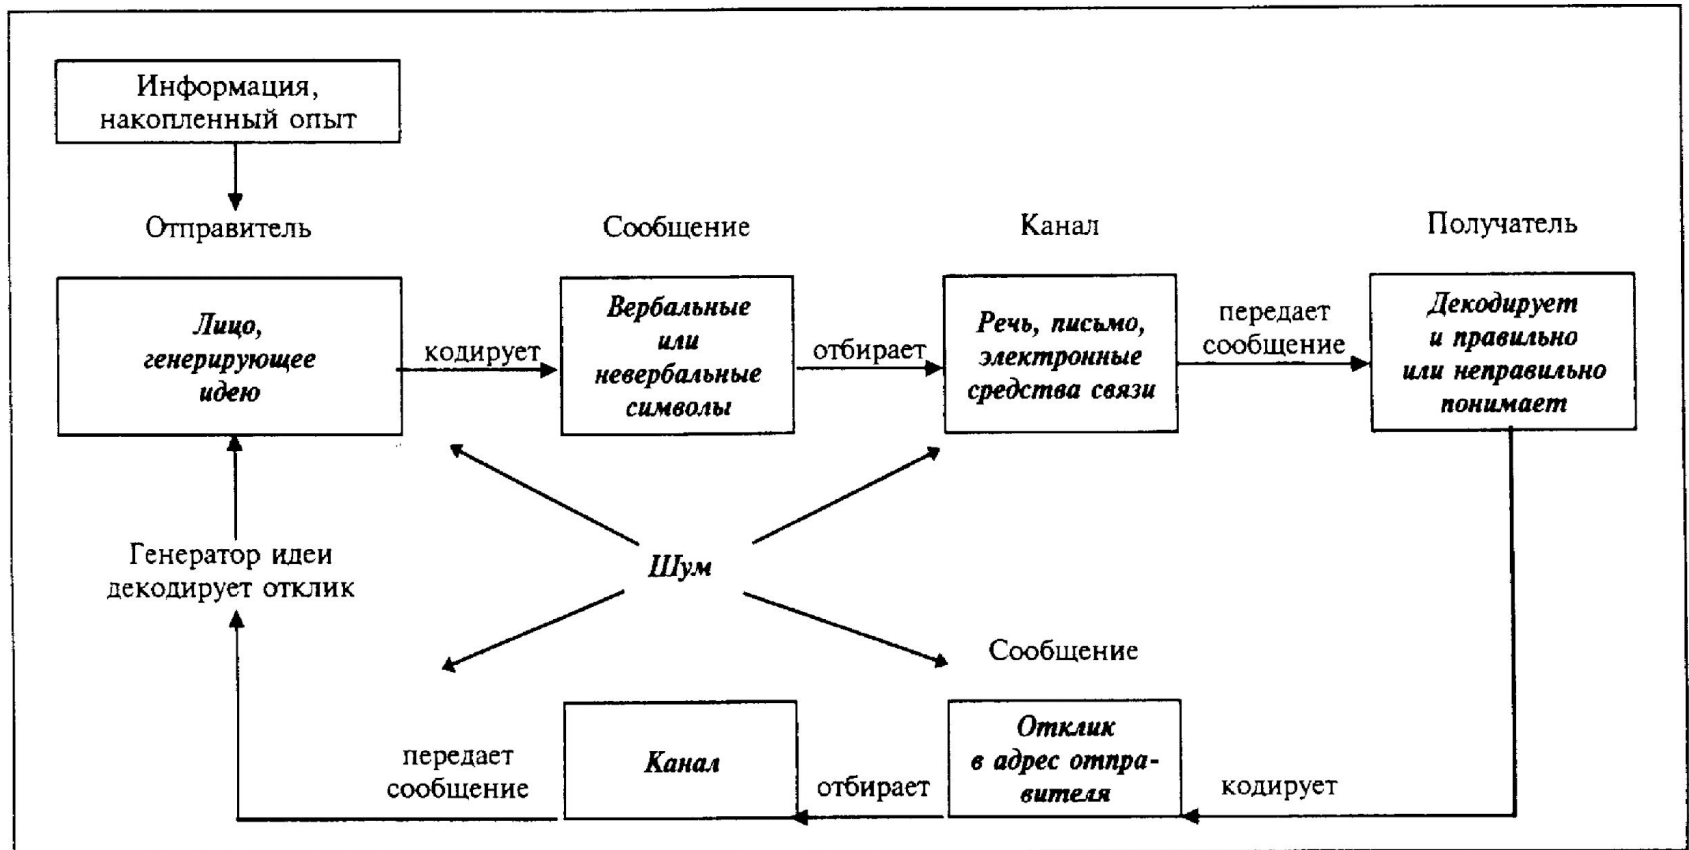 Информация,
накопленный опыт
Отправитель
Сообщение
Канал
Получатель
Лицо,
генерирующее
идею
кодирует
Вербальные
или
невербальные
символы
отбирает
Речь, письмо,
электронные
средства связи
передает
сообщение
Декодирует
и правильно
или неправильно
понимает
Генератор идеи
декодирует отклик
Шум
Сообщение
передает
сообщение
Канал
отбирает
Отклик
в адрес отпра-
вителя
кодирует